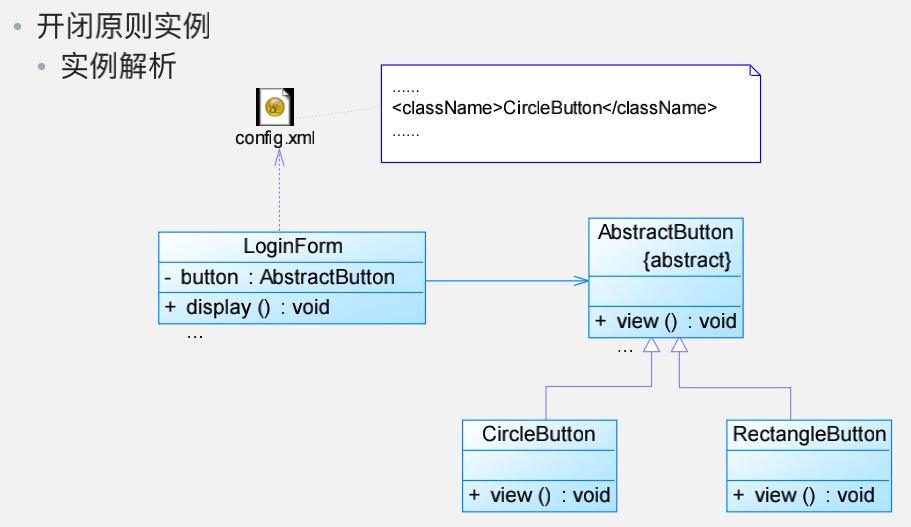 开闭原则实例
实例解析
......
<className>CircleButton</className>
......
config.xml
LoginForm
- button : AbstractButton
+ display () : void
...
AbstractButton
{abstract}
+ view () : void
...
CircleButton
+ view () : void
RectangleButton
+ view () : void